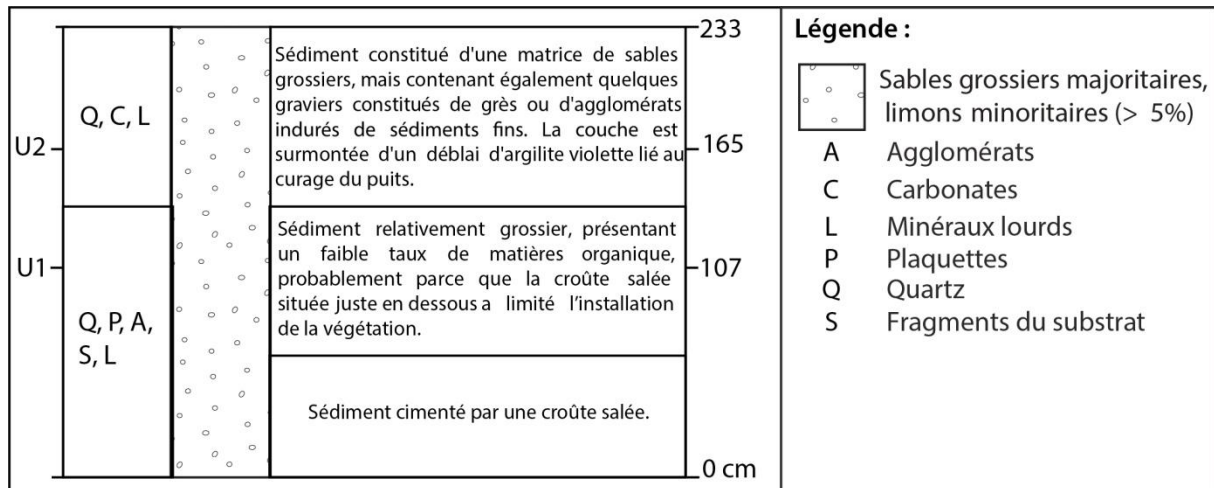 233
Sédiment constitué d'une matrice de sables
grossiers, mais contenant également quelques
graviers constitués de grès ou d'agglomérats
indurés de sédiments fins. La couche est
surmontée d'un déblai d'argilite violette lié au
curage du puits.
Q, C, L
U2
165
Sédiment relativement grossier, présentant
un faible taux de matières organique,
probablement parce que la croûte salée
située juste en dessous a limité l'installation
de la végétation.
U1
107
Q, P, A,
S, L
Sédiment cimenté par une croûte salée.
0 cm
Légende :
Sables grossiers majoritaires,
limons minoritaires (> 5%)
A Agglomérats
C Carbonates
L Minéraux lourds
P Plaquettes
Q Quartz
S Fragments du substrat